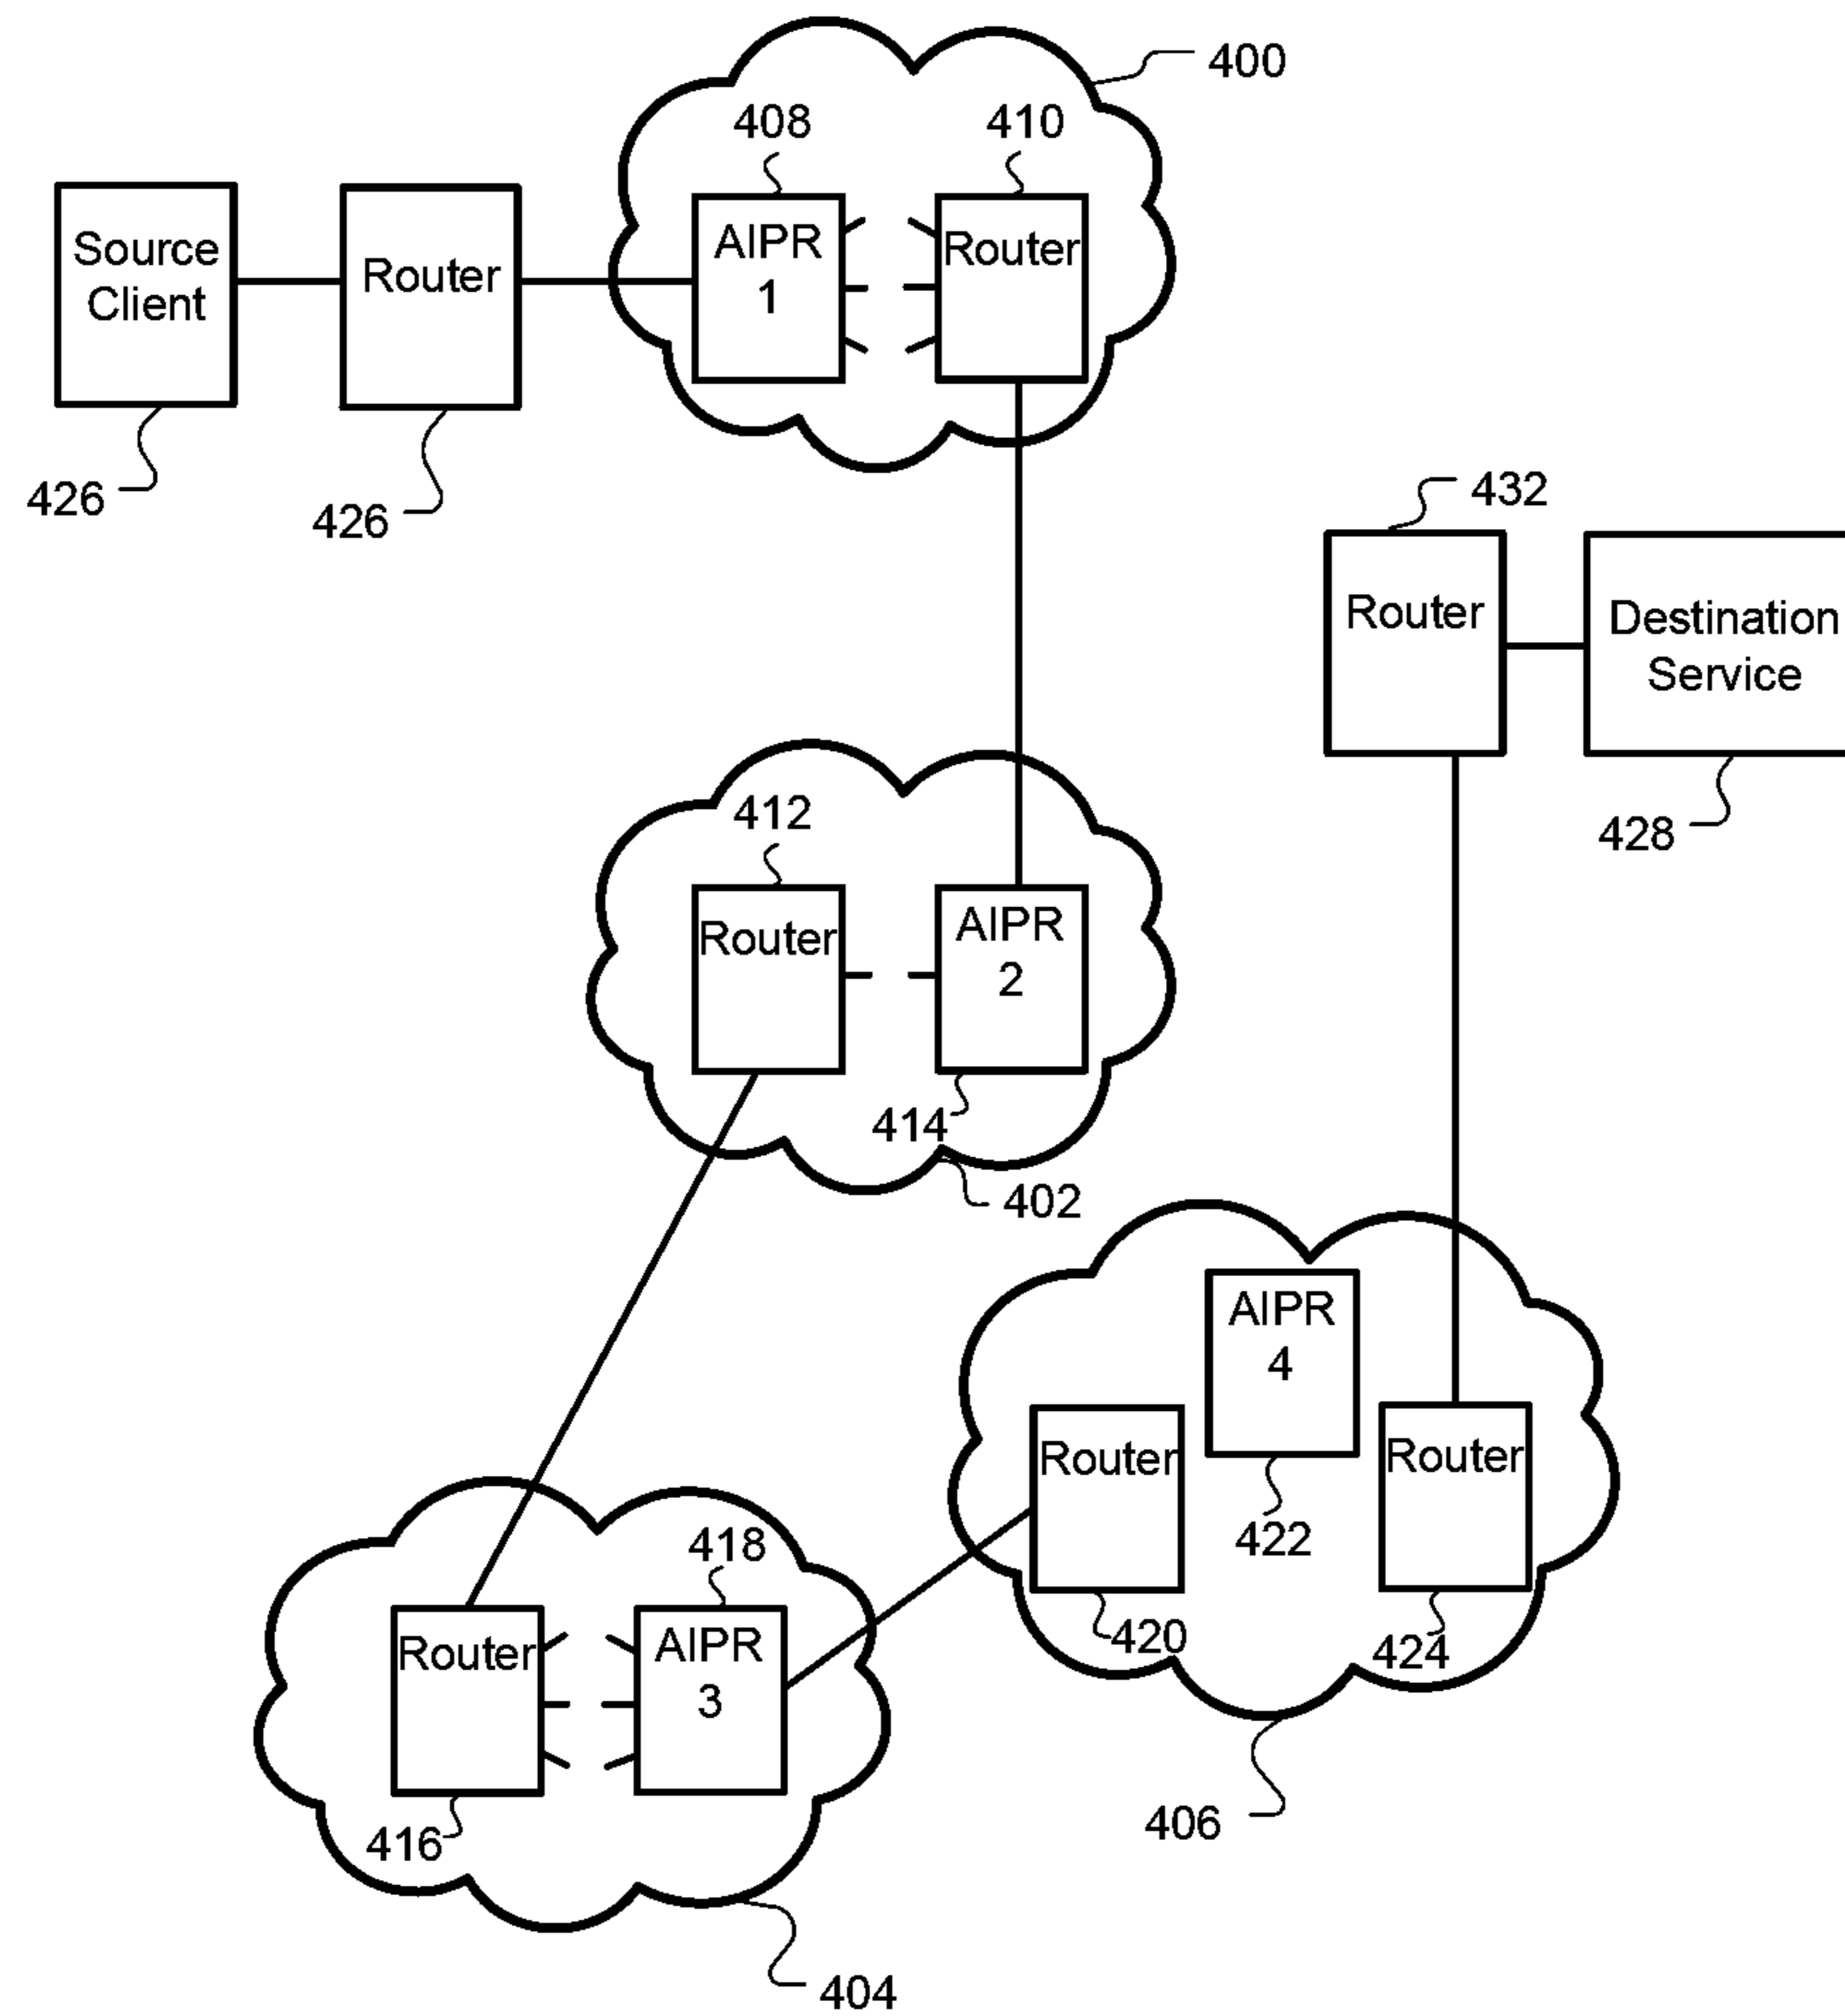 400
408
410
Source
Client
Router
AIPR
1
Router
426
426
432
Router
Destination
Service
428
412
Router
AIPR
2
414
402
AIPR
4
Router
Router
422
420
424
418
Router
AIPR
3
416
406
404